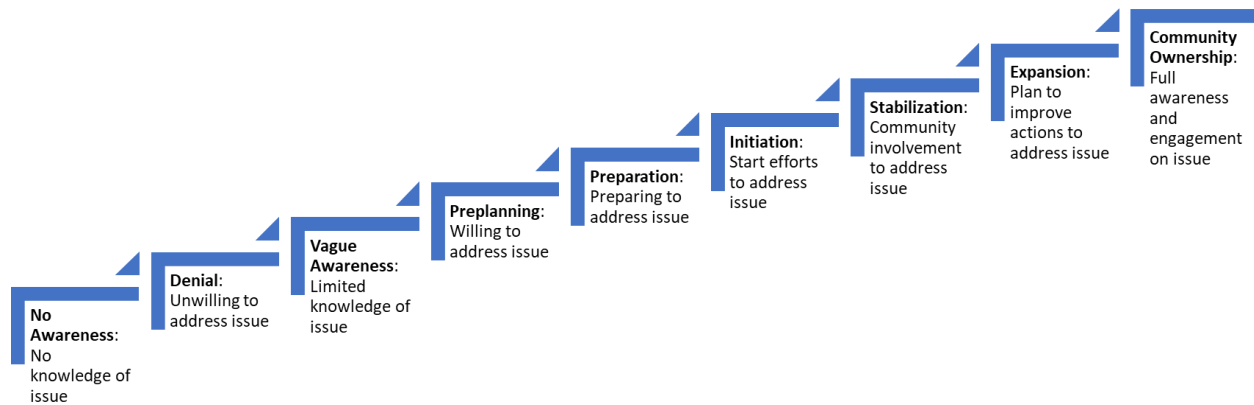 No
Awareness:
No
knowledge of
issue
Denial:
Unwilling to
address issue
Vague
Awareness:
Limited
knowledge of
issue
Preplanning:
Willing to
address issue
Preparation:
Preparing to
address issue
Initiation:
Start efforts
to address
issue
Stabilization:
Community
involvement
to address
issue
Expansion:
Plan to
improve
actions to
address issue
Community
Ownership:
Full
awareness
and
engagement
on issue